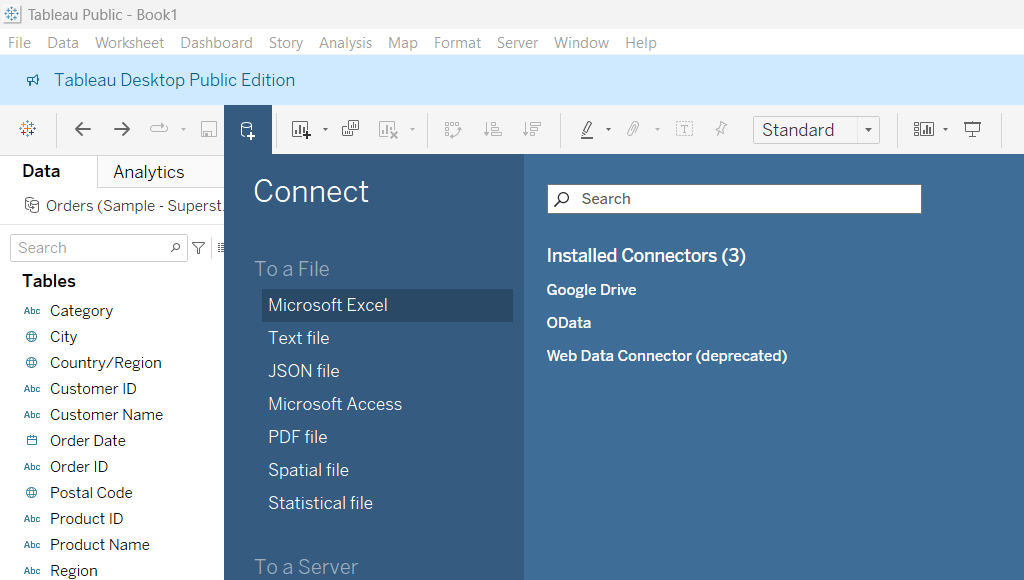 Tableau Public - Book1
File Data Worksheet Dashboard Story Analysis Map Format Server Window Help
Tableau Desktop Public Edition
Standard
Data Analytics
Orders (Sample - Superst.
Search
Tables
Abc Category
City
Country/Region
Abc Customer ID
Abc Customer Name
Order Date
Abc Order ID
Postal Code
Abc Product ID
Abc Product Name
Abc Region
Connect
To a File
Microsoft Excel
Text file
JSON file
Microsoft Access
PDF file
Spatial file
Statistical file
To a Server
Search
Installed Connectors (3)
Google Drive
OData
Web Data Connector (deprecated)